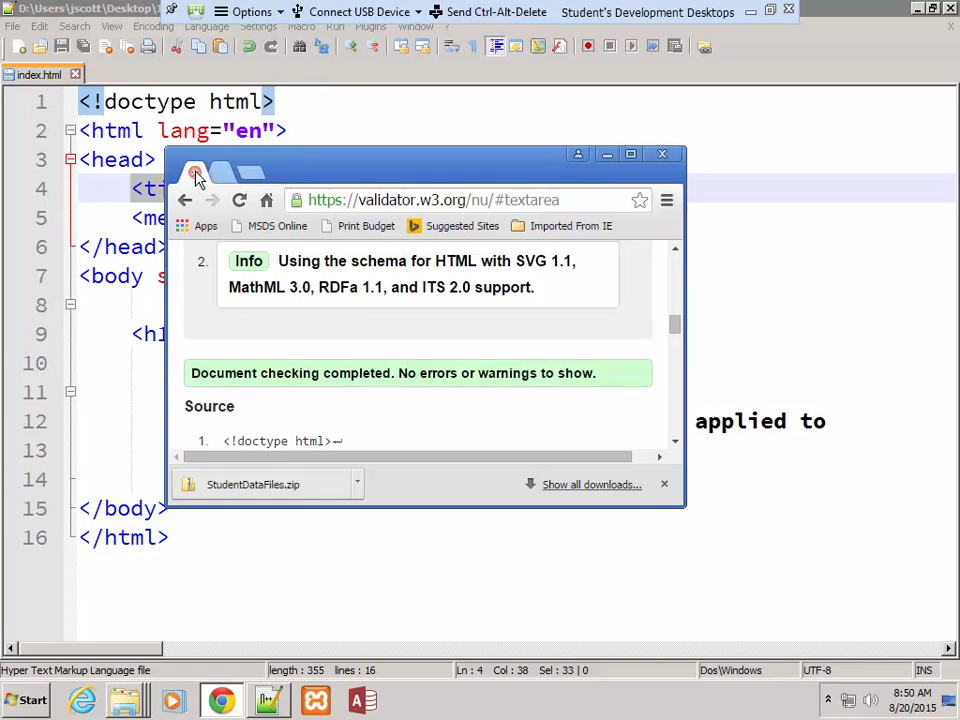 D:\Users\jscott\Desktop\
Options
Connect USB Device
Send Ctrl-Alt-Delete
Student's Development Desktops
File Edit Search View Encoding Language Settings Macro Run Plugins Window
index.html
1 <!doctype html>
2 <html lang="en">
3 <head>
4 <ti
5 <me
6 </head>
7 <body s
8
9 <h1
10
11
12 applied to
13
14
15 </body>
16 </html>
https://validator.w3.org/nu/#textarea
Apps MSDS Online Print Budget Suggested Sites Imported From IE
2. Info Using the schema for HTML with SVG 1.1,
MathML 3.0, RDFa 1.1, and ITS 2.0 support.
Document checking completed. No errors or warnings to show.
Source
1. <!doctype html>↩
StudentDataFiles.zip
Show all downloads...
Hyper Text Markup Language file length : 355 lines : 16 Ln : 4 Col : 38 Sel : 33 | 0 Dos\Windows UTF-8 INS
Start
8:50 AM
8/20/2015